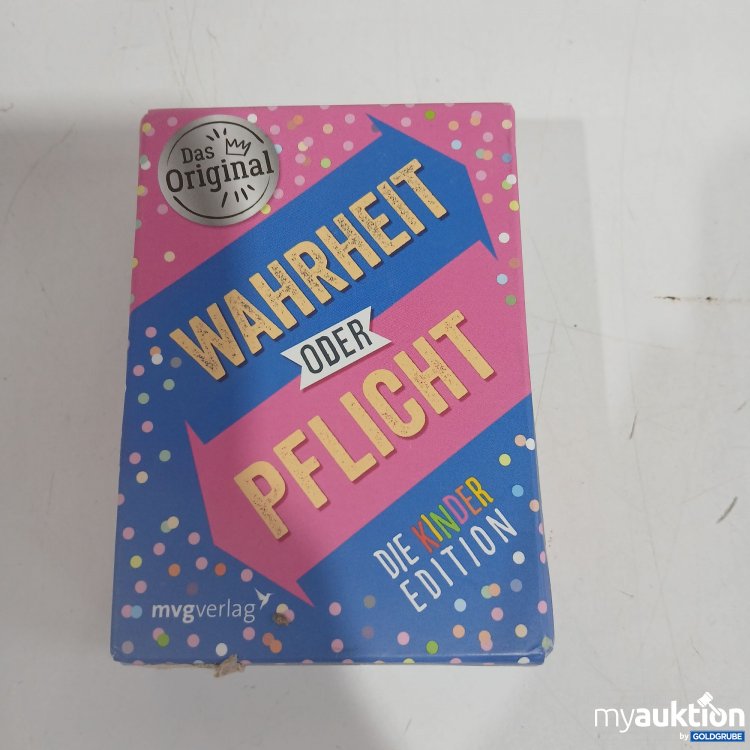 Das
Original
WAHRHEIT
ODER
PFLICHT
DIE KINDER
EDITION
mvgverlag
myauktion
by GOLDGRUBE